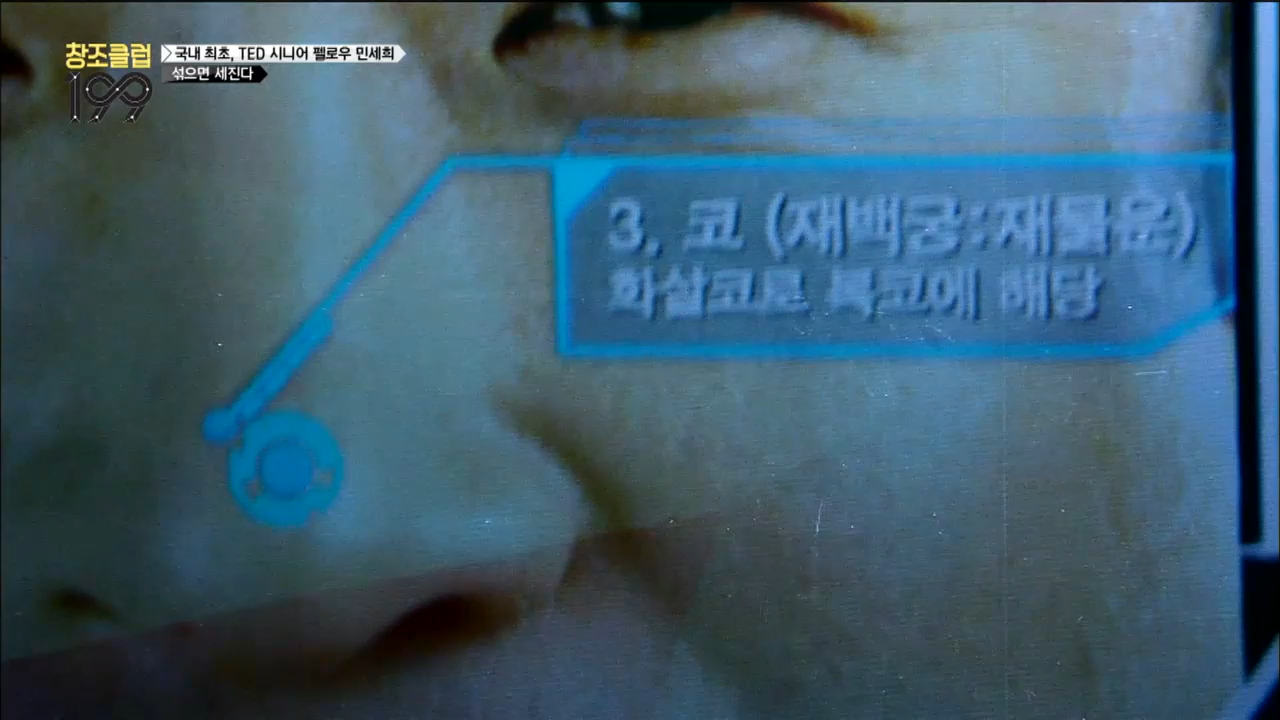 창조클럽
199
국내 최초, TED 시니어 펠로우 민세희
섞으면 세진다
3. 코 (재백궁:재물운)
화살코로 복코에 해당